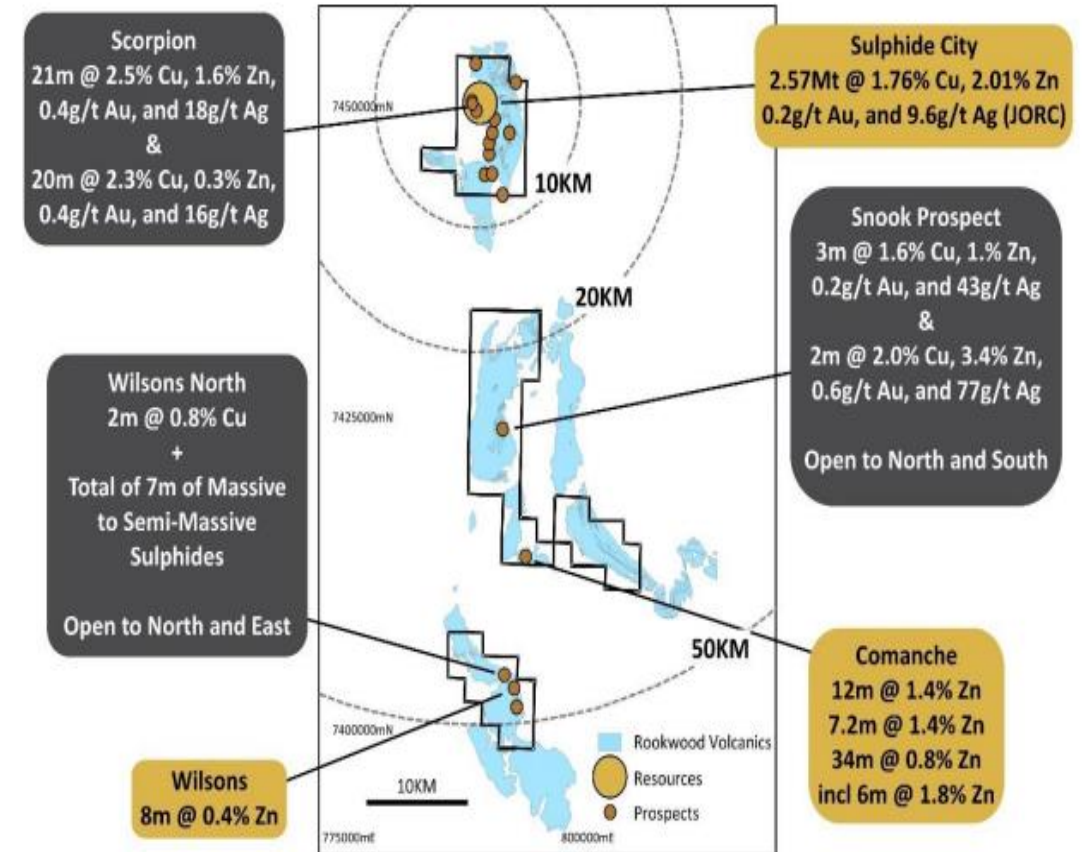 Scorpion
21m @ 2.5% Cu, 1.6% Zn,
0.4g/t Au, and 18g/t Ag
&
20m @ 2.3% Cu, 0.3% Zn,
0.4g/t Au, and 16g/t Ag
Sulphide City
2.57Mt @ 1.76% Cu, 2.01% Zn
0.2g/t Au, and 9.6g/t Ag (JORC)
7450000mN
10KM
Snook Prospect
3m @ 1.6% Cu, 1.% Zn,
0.2g/t Au, and 43g/t Ag
&
2m @ 2.0% Cu, 3.4% Zn,
0.6g/t Au, and 77g/t Ag
Open to North and South
20KM
Wilsons North
2m @ 0.8% Cu
+
Total of 7m of Massive
to Semi-Massive
Sulphides
Open to North and East
7425000mN
50KM
Comanche
12m @ 1.4% Zn
7.2m @ 1.4% Zn
34m @ 0.8% Zn
incl 6m @ 1.8% Zn
7400000mN
Wilsons
8m @ 0.4% Zn
Rookwood Volcanics
Resources
Prospects
10KM
775000mE
800000mE